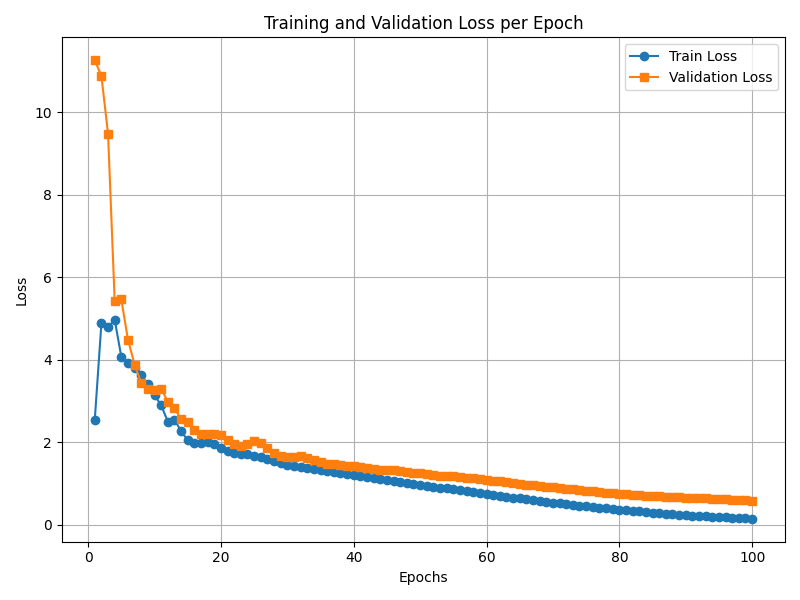 Training and Validation Loss per Epoch
Train Loss
Validation Loss
Loss
10
8
6
4
2
0
0 20 40 60 80 100
Epochs